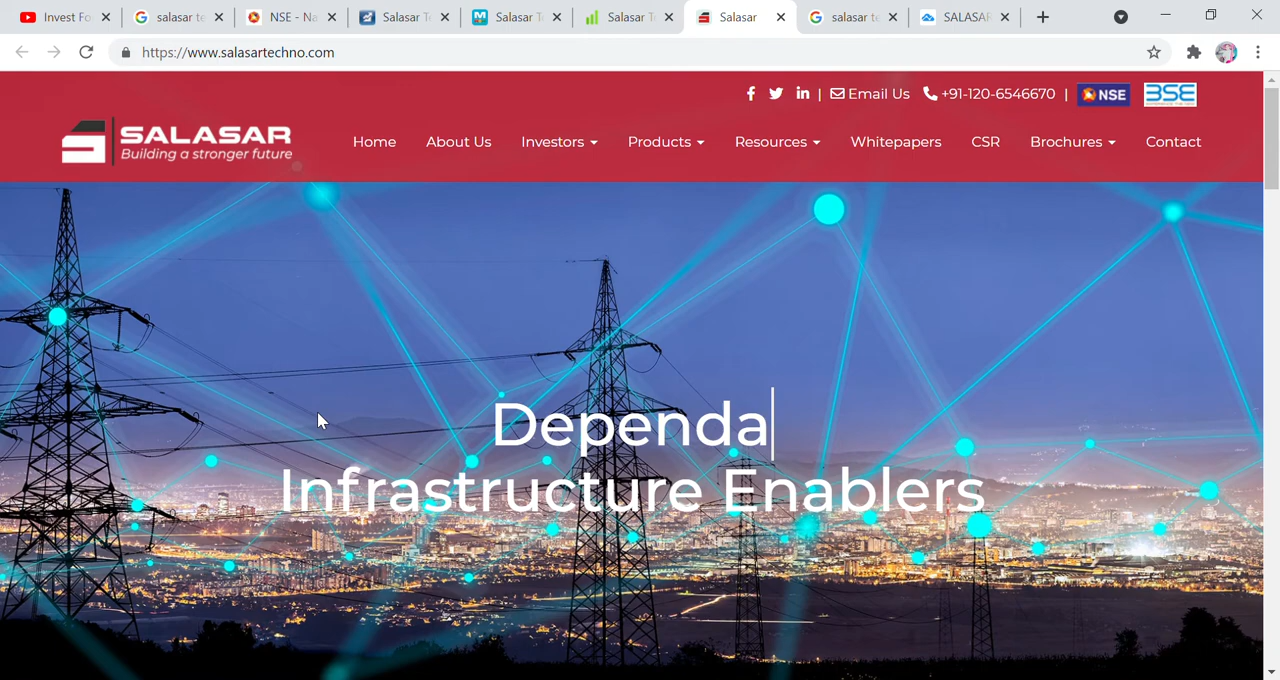 Invest Fo
salasar te
NSE - Na
Salasar T
Salasar T
Salasar T
Salasar
salasar te
SALASAR
https://www.salasartechno.com
| Email Us +91-120-6546670 | NSE BSE
SALASAR
Building a stronger future
Home About Us Investors Products Resources Whitepapers CSR Brochures Contact
Dependa
Infrastructure Enablers